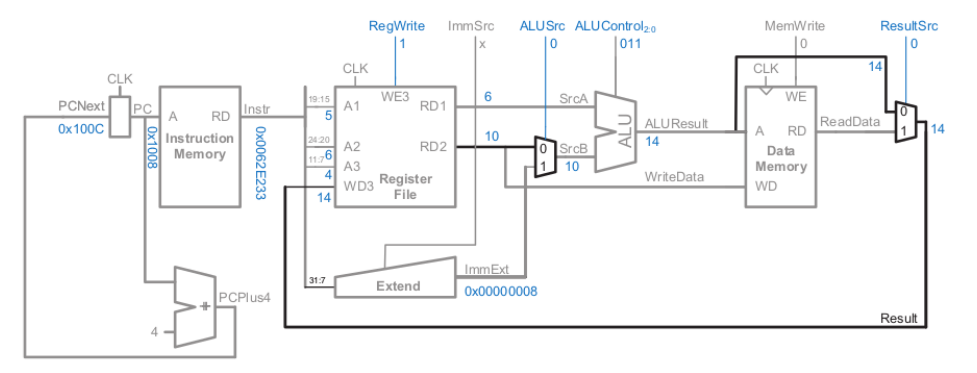 RegWrite
1
ImmSrc
x
ALUSrc
0
ALUControl2:0
011
MemWrite
0
ResultSrc
0
CLK
PCNext
0x100C
PC
0x1008
A
RD
Instruction
Memory
Instr
0x0062E233
CLK
WE3
19:15
5
A1
24:20
6
A2
11:7
4
A3
14
WD3
RD1
RD2
Register
File
6
10
0
1
SrcA
SrcB
10
ALU
ALUResult
14
WriteData
CLK
WE
A
RD
Data
Memory
WD
14
ReadData
0
1
14
31:7
Extend
ImmExt
0x00000008
4
+
PCPlus4
Result